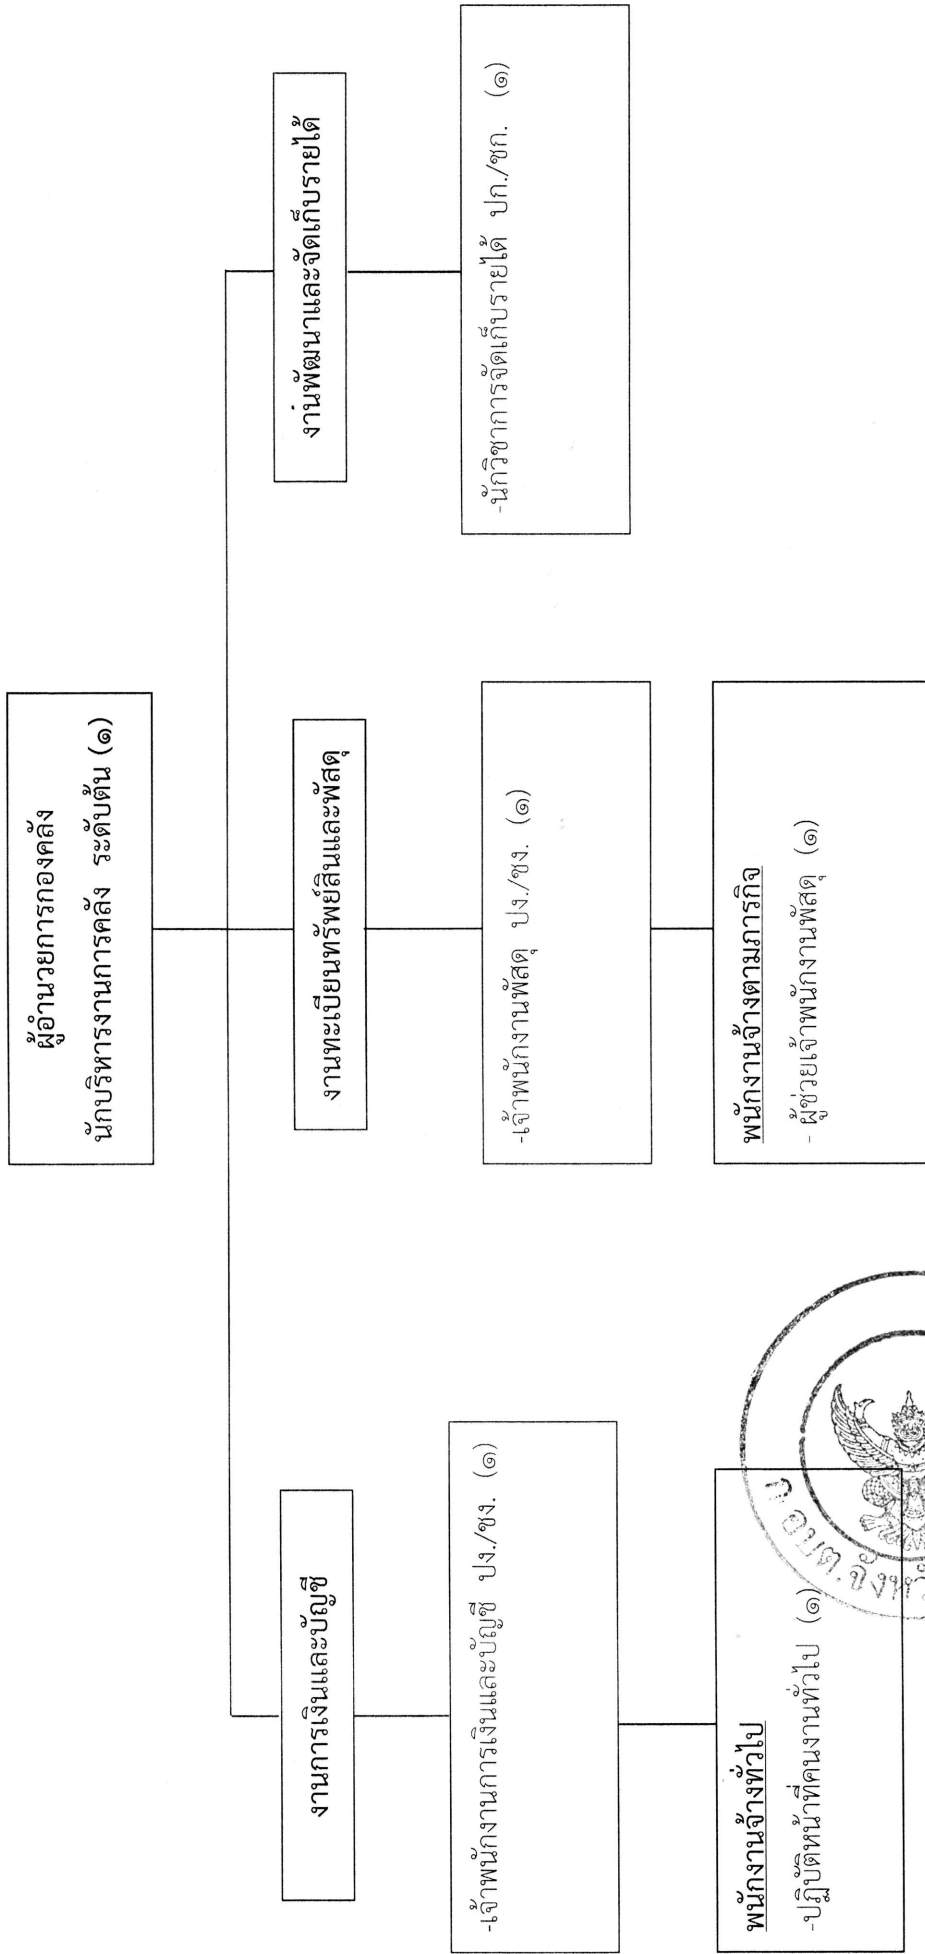 ผู้อำนวยการกองคลัง
นักบริหารงานการคลัง ระดับต้น (๑)
งานการเงินและบัญชี
-เจ้าพนักงานการเงินและบัญชี ปง./ชง. (๑)
พนักงานจ้างทั่วไป
-ปฏิบัติหน้าที่คนงานทั่วไป (๑)
งานทะเบียนทรัพย์สินและพัสดุ
-เจ้าพนักงานพัสดุ ปง./ชง. (๑)
พนักงานจ้างตามภารกิจ
- ผู้ช่วยเจ้าพนักงานพัสดุ (๑)
งานพัฒนาและจัดเก็บรายได้
-นักวิชาการจัดเก็บรายได้ ปก./ชก. (๑)